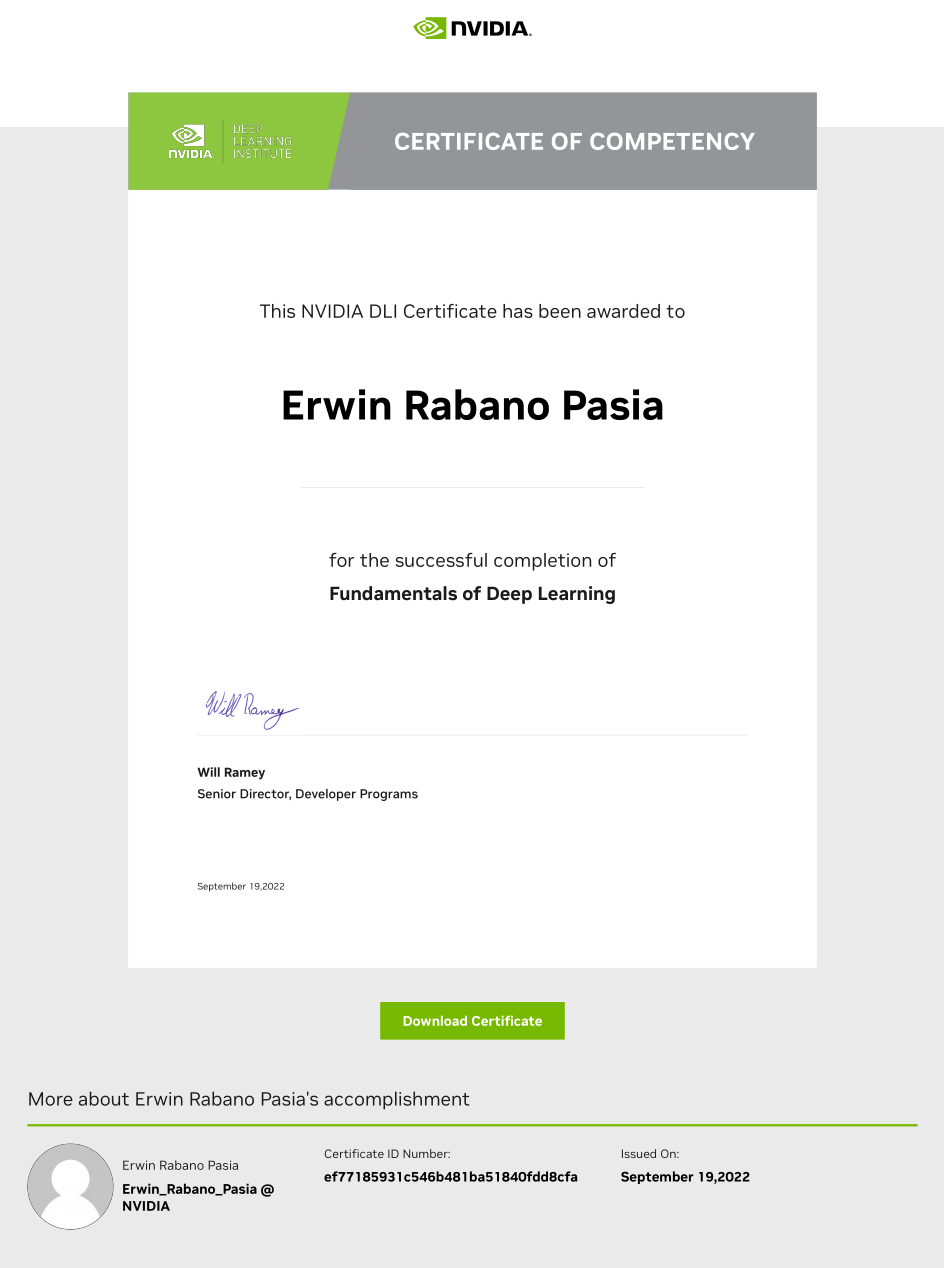 NVIDIA.
NVIDIA
DEEP
LEARNING
INSTITUTE
CERTIFICATE OF COMPETENCY
This NVIDIA DLI Certificate has been awarded to
Erwin Rabano Pasia
for the successful completion of
Fundamentals of Deep Learning
Will Ramey
Will Ramey
Senior Director, Developer Programs
September 19,2022
Download Certificate
More about Erwin Rabano Pasia's accomplishment
Erwin Rabano Pasia
Erwin_Rabano_Pasia @
NVIDIA
Certificate ID Number:
ef77185931c546b481ba51840fdd8cfa
Issued On:
September 19,2022